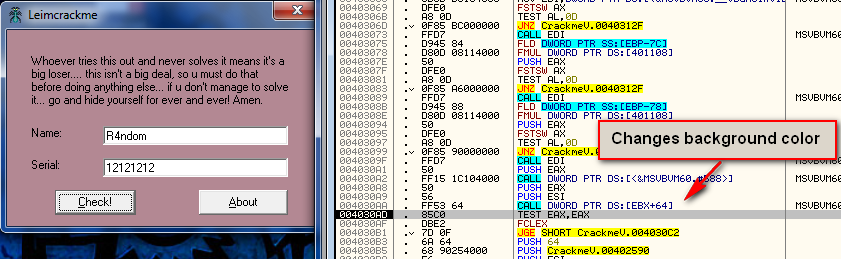 Leimcrackme
Whoever tries this out and never solves it means it's a
big loser.... this isn't a big deal, so u must do that
before doing anything else... if u don't manage to solve
it... go and hide yourself for ever and ever! Amen.
Name:
R4ndom
Serial:
12121212
Check!
About
00403069 . DFE0 FSTSW AX
0040306B . A8 0D TEST AL,0D
0040306D . 0F85 BC000000 JNZ CrackmeV.0040312F
00403073 . FFD7 CALL EDI MSVBVM60
00403075 . D945 84 FLD DWORD PTR SS:[EBP-7C]
00403078 . D80D 08114000 FMUL DWORD PTR DS:[401108]
0040307E . 50 PUSH EAX
0040307F . DFE0 FSTSW AX
00403081 . A8 0D TEST AL,0D
00403083 . 0F85 A6000000 JNZ CrackmeV.0040312F
00403089 . FFD7 CALL EDI MSVBVM60
0040308B . D945 88 FLD DWORD PTR SS:[EBP-78]
0040308E . D80D 08114000 FMUL DWORD PTR DS:[401108]
00403094 . 50 PUSH EAX
00403095 . DFE0 FSTSW AX
00403097 . A8 0D TEST AL,0D
00403099 . 0F85 90000000 JNZ
Changes background color
0040309F . FFD7 CALL EDI
004030A1 . 50 PUSH EAX
004030A2 . FF15 1C104000 CALL DWORD PTR DS:[<&MSVBVM60.#588>] MSVBVM60
004030A8 . 50 PUSH EAX
004030A9 . 56 PUSH ESI
004030AA . FF53 64 CALL DWORD PTR DS:[EBX+64]
004030AD . 85C0 TEST EAX,EAX
004030AF . DBE2 FCLEX
004030B1 . 7D 0F JGE SHORT CrackmeV.004030C2
004030B3 . 6A 64 PUSH 64
004030B5 . 68 90254000 PUSH CrackmeV.00402590